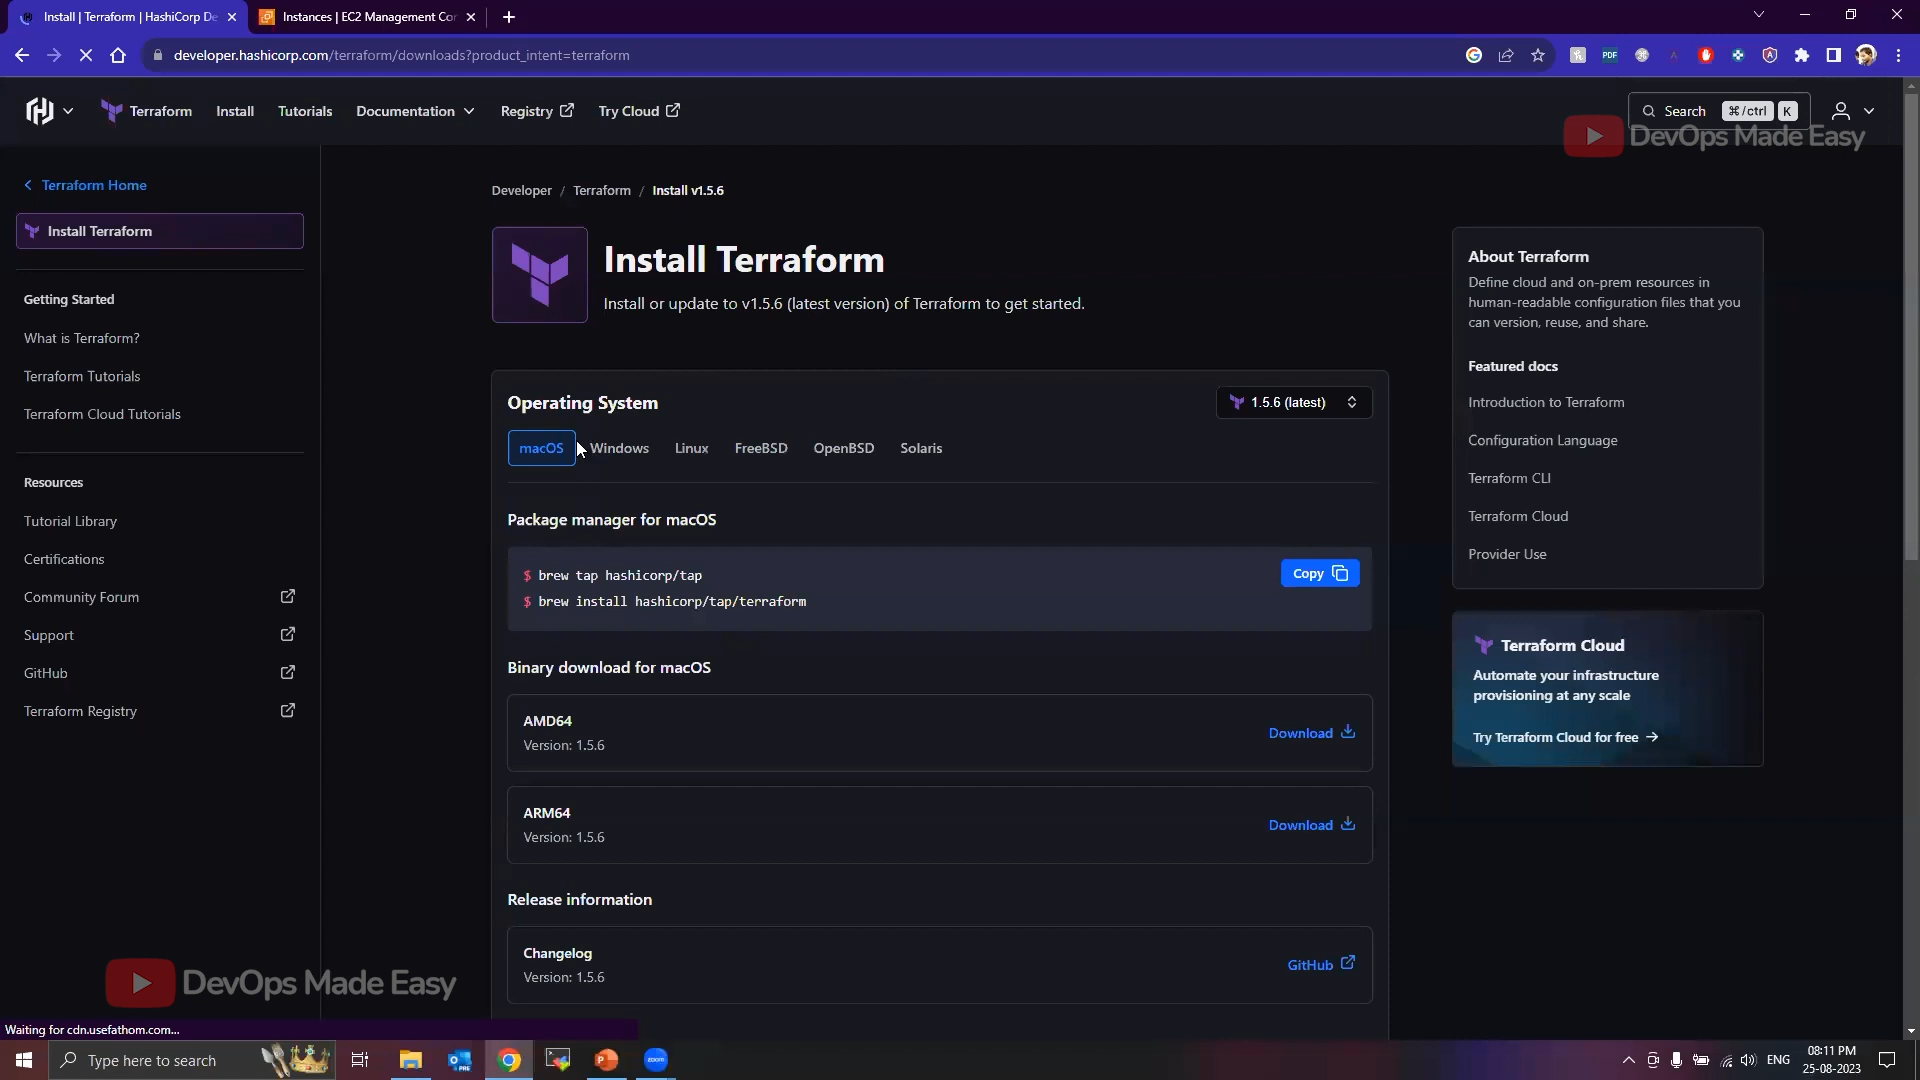 Install | Terraform | HashiCorp De
Instances | EC2 Management Cor
developer.hashicorp.com/terraform/downloads?product_intent=terraform
PDF
Terraform
Install
Tutorials
Documentation
Registry
Try Cloud
Search
⌘/ctrl
K
DevOps Made Easy
Terraform Home
Install Terraform
Getting Started
What is Terraform?
Terraform Tutorials
Terraform Cloud Tutorials
Resources
Tutorial Library
Certifications
Community Forum
Support
GitHub
Terraform Registry
Developer / Terraform / Install v1.5.6
Install Terraform
Install or update to v1.5.6 (latest version) of Terraform to get started.
Operating System
1.5.6 (latest)
macOS
Windows
Linux
FreeBSD
OpenBSD
Solaris
Package manager for macOS
$ brew tap hashicorp/tap
$ brew install hashicorp/tap/terraform
Copy
Binary download for macOS
AMD64
Version: 1.5.6
Download
ARM64
Version: 1.5.6
Download
Release information
Changelog
Version: 1.5.6
GitHub
About Terraform
Define cloud and on-prem resources in
human-readable configuration files that you
can version, reuse, and share.
Featured docs
Introduction to Terraform
Configuration Language
Terraform CLI
Terraform Cloud
Provider Use
Terraform Cloud
Automate your infrastructure
provisioning at any scale
Try Terraform Cloud for free
DevOps Made Easy
Waiting for cdn.usefathom.com...
Type here to search
PRE
zoom
ENG
08:11 PM
25-08-2023